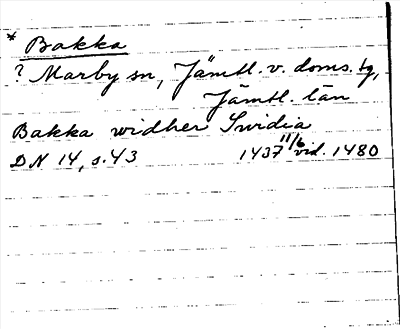 * Bakka
? Marby sn, Jämtl. v. doms. tg,
Jämtl. län
Bakka widher Swidia
DN 14, s. 43 1437 11/6 vid. 1480